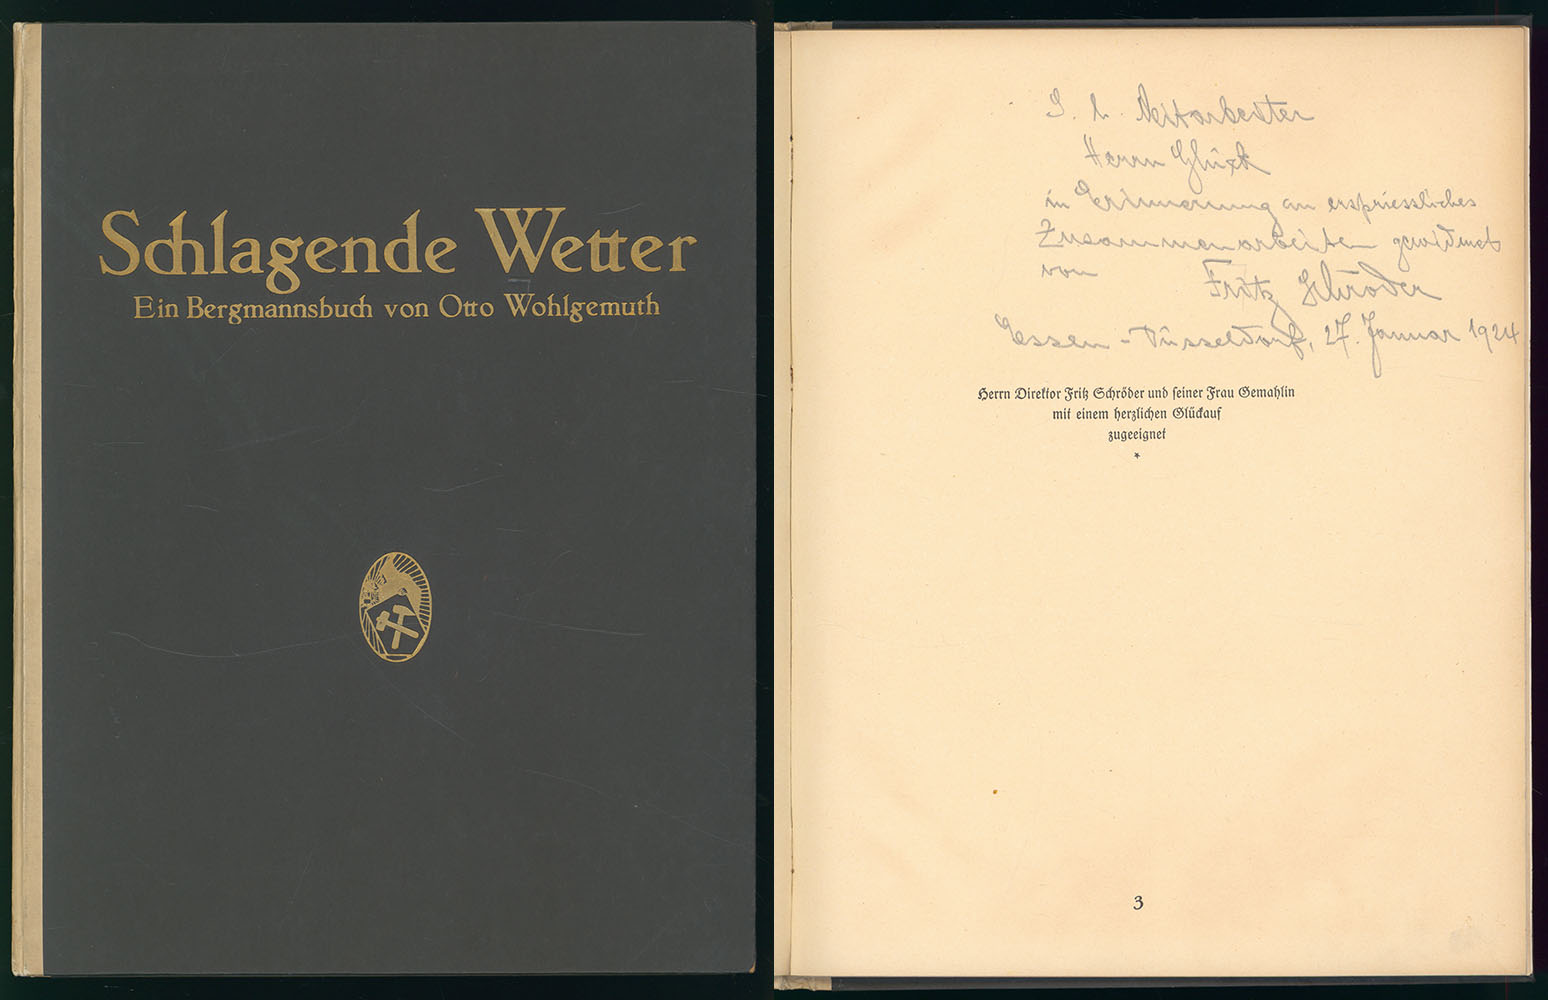 Schlagende Wetter
Ein Bergmannsbuch von Otto Wohlgemuth
S. l. Mitarbeiter
Herrn Glück
in Erinnerung an erspriessliches
Zusammenarbeiten gewidmet
von Fritz Schröder
Essen - Düsseldorf, 27. Januar 1924
Herrn Direktor Fritz Schröder und seiner Frau Gemahlin
mit einem herzlichen Glückauf
zugeeignet
*
3